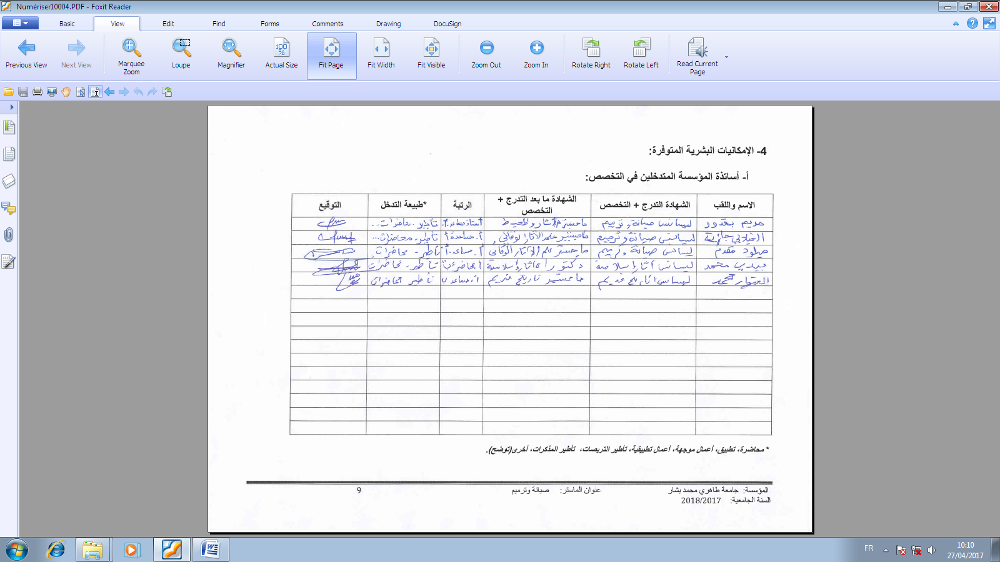 Numériser10004.PDF - Foxit Reader
Basic View Edit Find Forms Comments Drawing DocuSign
Previous View Next View Marquee Zoom Loupe Magnifier Actual Size Fit Page Fit Width Fit Visible Zoom Out Zoom In Rotate Right Rotate Left Read Current Page
4- الإمكانيات البشرية المتوفرة:
أ- أساتذة المؤسسة المتدخلين في التخصص:
الاسم واللقب الشهادة التدرج + التخصص الشهادة ما بعد التدرج + التخصص الرتبة *طبيعة التدخل التوقيع
مريم بغدور ليسانس صيانة وترميم ماجستير آثار والمحيط أستاذ مساعد.أ. تأطير.محاضرات..
جازية ليسانس صيانة وترميم ماجستير علم الآثار الوقائي أ.مساعدة أ تأطير.محاضرات...
ميلود مقدم ليسانس صيانة وترميم ماجستير علم الآثار الوقائي أ.مساعد.أ تأطير - محاضرات
محمد ليسانس آثار إسلامية دكتوراه آثار إسلامية أ.محاضر ب تأطير - محاضرات
محمد ليسانس تاريخ قديم ماجستير تاريخ قديم أ.مساعد ب تأطير محاضرات
* محاضرة، تطبيق، أعمال موجهة، أعمال تطبيقية، تأطير التربصات، تأطير المذكرات، أخرى(توضح).
المؤسسة: جامعة طاهري محمد بشار عنوان الماستر: صيانة وترميم 9
السنة الجامعية: 2018/2017
FR 10:10
27/04/2017